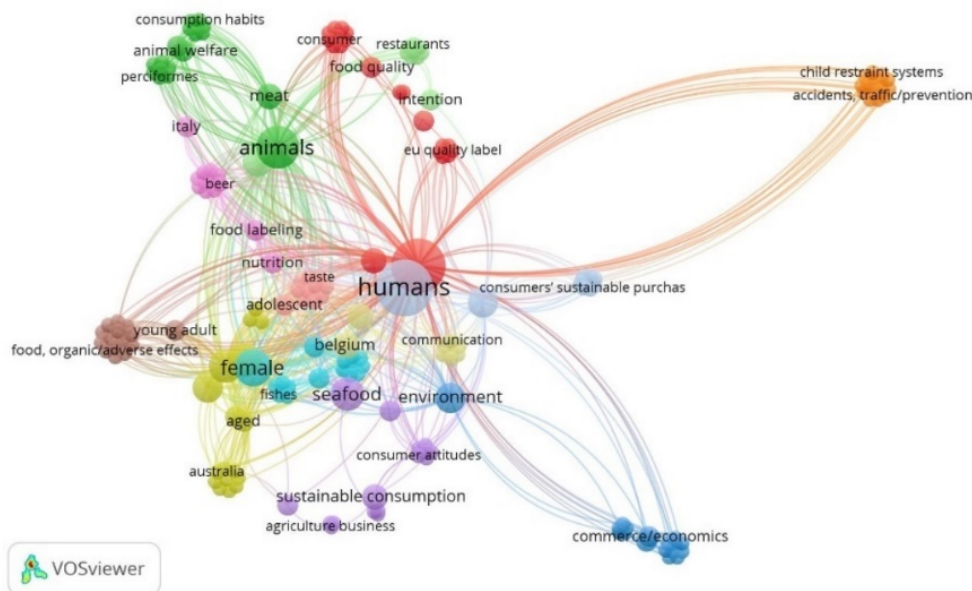 consumption habits
consumer
restaurants
animal welfare
food quality
perciformes
child restraint systems
meat
intention
accidents, traffic/prevention
italy
animals
eu quality label
beer
food labeling
nutrition
taste
humans
consumers' sustainable purchas
adolescent
young adult
communication
food, organic/adverse effects
belgium
female
fishes
seafood
environment
aged
consumer attitudes
australia
sustainable consumption
agriculture business
commerce/economics
VOSviewer